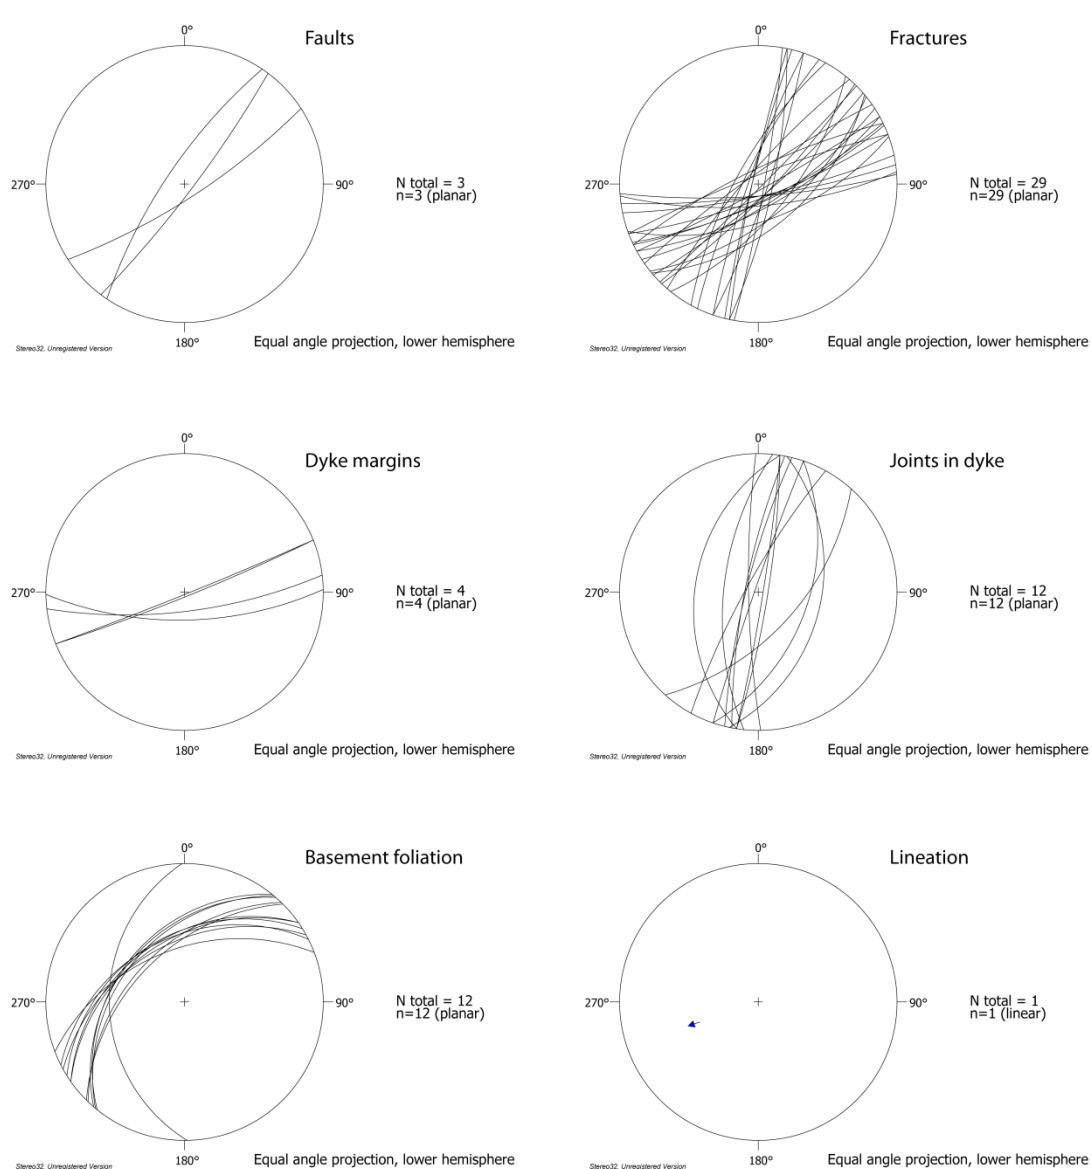 Faults
0°
270°
90°
180°
N total = 3
n=3 (planar)
Equal angle projection, lower hemisphere
Stereo32, Unregistered Version
Fractures
0°
270°
90°
180°
N total = 29
n=29 (planar)
Equal angle projection, lower hemisphere
Stereo32, Unregistered Version
Dyke margins
0°
270°
90°
180°
N total = 4
n=4 (planar)
Equal angle projection, lower hemisphere
Stereo32, Unregistered Version
Joints in dyke
0°
270°
90°
180°
N total = 12
n=12 (planar)
Equal angle projection, lower hemisphere
Stereo32, Unregistered Version
Basement foliation
0°
270°
90°
180°
N total = 12
n=12 (planar)
Equal angle projection, lower hemisphere
Stereo32, Unregistered Version
Lineation
0°
270°
90°
180°
N total = 1
n=1 (linear)
Equal angle projection, lower hemisphere
Stereo32, Unregistered Version